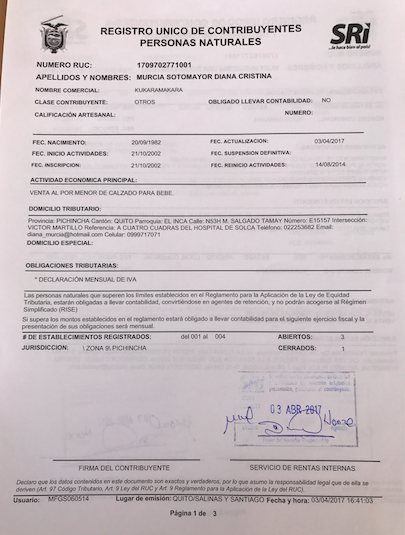 REGISTRO UNICO DE CONTRIBUYENTES
PERSONAS NATURALES
SRi
...le hace bien al país!
NUMERO RUC: 1709702771001
APELLIDOS Y NOMBRES: MURCIA SOTOMAYOR DIANA CRISTINA
NOMBRE COMERCIAL: KUKARAMAKARA
CLASE CONTRIBUYENTE: OTROS OBLIGADO LLEVAR CONTABILIDAD: NO
CALIFICACIÓN ARTESANAL: NUMERO:
FEC. NACIMIENTO: 20/09/1982 FEC. ACTUALIZACION: 03/04/2017
FEC. INICIO ACTIVIDADES: 21/10/2002 FEC. SUSPENSION DEFINITIVA:
FEC. INSCRIPCION: 21/10/2002 FEC. REINICIO ACTIVIDADES: 14/08/2014
ACTIVIDAD ECONOMICA PRINCIPAL:
VENTA AL POR MENOR DE CALZADO PARA BEBE.
DOMICILIO TRIBUTARIO:
Provincia: PICHINCHA Cantón: QUITO Parroquia: EL INCA Calle: N53H M. SALGADO TAMAY Número: E15157 Intersección:
VICTOR MARTILLO Referencia: A CUATRO CUADRAS DEL HOSPITAL DE SOLCA Teléfono: 022253682 Email:
diana_murcia@hotmail.com Celular: 0999717071
DOMICILIO ESPECIAL:
OBLIGACIONES TRIBUTARIAS:
* DECLARACIÓN MENSUAL DE IVA
Las personas naturales que superen los límites establecidos en el Reglamento para la Aplicación de la Ley de Equidad
Tributaria, estarán obligadas a llevar contabilidad, convirtiéndose en agentes de retención, y no podrán acogerse al Régimen
Simplificado (RISE)
Si supera los montos establecidos en el reglamento estará obligado a llevar contabilidad para el siguiente ejercicio fiscal y la
presentación de sus obligaciones será mensual.
# DE ESTABLECIMIENTOS REGISTRADOS: del 001 al 004 ABIERTOS: 3
JURISDICCION: \ ZONA 9\ PICHINCHA CERRADOS: 1
03 ABR 2017
FIRMA DEL CONTRIBUYENTE SERVICIO DE RENTAS INTERNAS
Declaro que los datos contenidos en este documento son exactos y verdaderos, por lo que asumo la responsabilidad legal que de ella se
deriven (Art. 97 Código Tributario, Art. 9 Ley del RUC y Art. 9 Reglamento para la Aplicación de la Ley del RUC).
Usuario: MFGS060514 Lugar de emisión: QUITO/SALINAS Y SANTIAGO Fecha y hora: 03/04/2017 16:41:03
Página 1 de 3